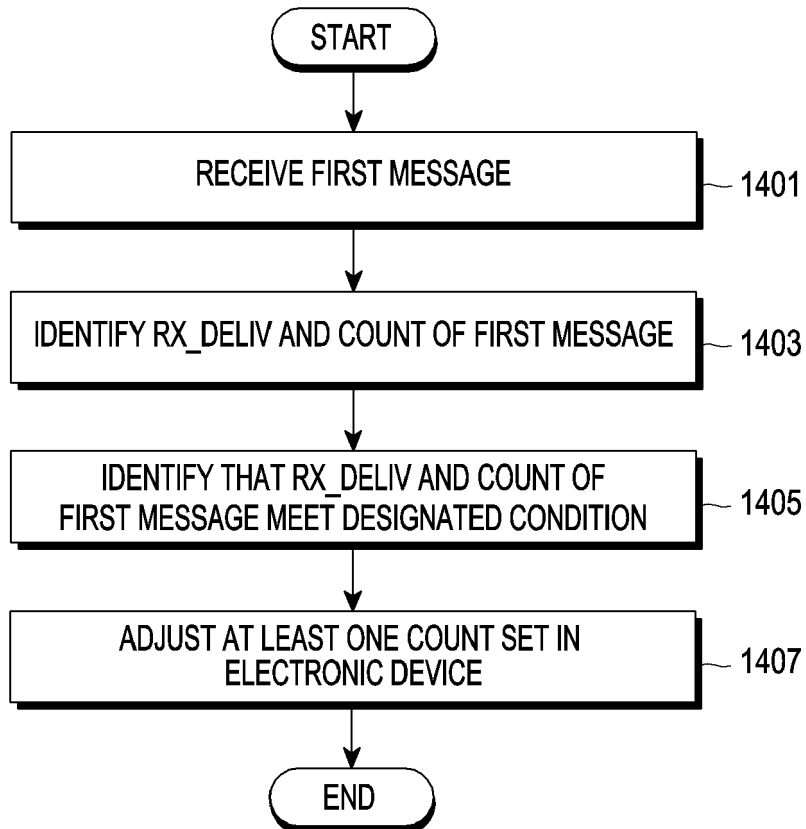 START
RECEIVE FIRST MESSAGE
1401
IDENTIFY RX_DELIV AND COUNT OF FIRST MESSAGE
1403
IDENTIFY THAT RX_DELIV AND COUNT OF
FIRST MESSAGE MEET DESIGNATED CONDITION
1405
ADJUST AT LEAST ONE COUNT SET IN
ELECTRONIC DEVICE
1407
END